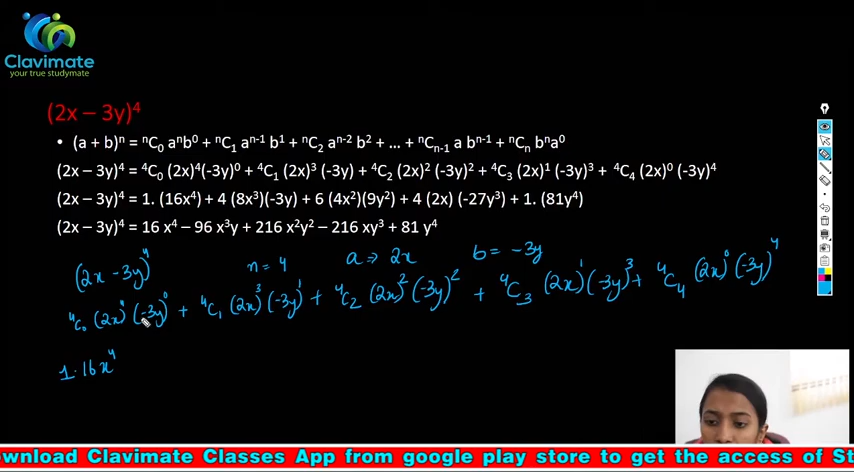 Clavimate
your true studymate
(2x – 3y)⁴
• (a + b)ⁿ = ⁿC₀ aⁿb⁰ + ⁿC₁ aⁿ⁻¹ b¹ + ⁿC₂ aⁿ⁻² b² + ... + ⁿCₙ₋₁ a bⁿ⁻¹ + ⁿCₙ bⁿa⁰
(2x – 3y)⁴ = ⁴C₀ (2x)⁴(-3y)⁰ + ⁴C₁ (2x)³ (-3y) + ⁴C₂ (2x)² (-3y)² + ⁴C₃ (2x)¹ (-3y)³ + ⁴C₄ (2x)⁰ (-3y)⁴
(2x – 3y)⁴ = 1. (16x⁴) + 4 (8x³)(-3y) + 6 (4x²)(9y²) + 4 (2x) (-27y³) + 1. (81y⁴)
(2x – 3y)⁴ = 16 x⁴ – 96 x³y + 216 x²y² – 216 xy³ + 81 y⁴
(2x - 3y)⁴ n = 4 a ⇒ 2x b = -3y
⁴C₀ (2x)⁴ (-3y)⁰ + ⁴C₁ (2x)³ (-3y)¹ + ⁴C₂ (2x)² (-3y)² + ⁴C₃ (2x)¹ (-3y)³ + ⁴C₄ (2x)⁰ (-3y)⁴
1. 16x⁴
ownload Clavimate Classes App from google play store to get the access of St